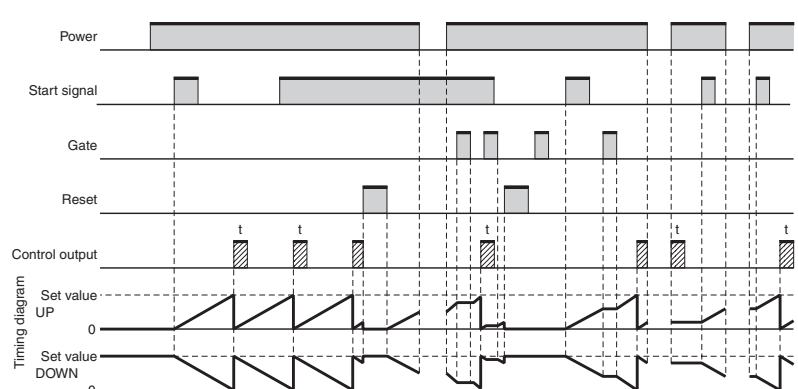 Power
Start signal
Gate
Reset
t t t t t
Control output
Timing diagram
Set value
UP
0
Set value
DOWN
0